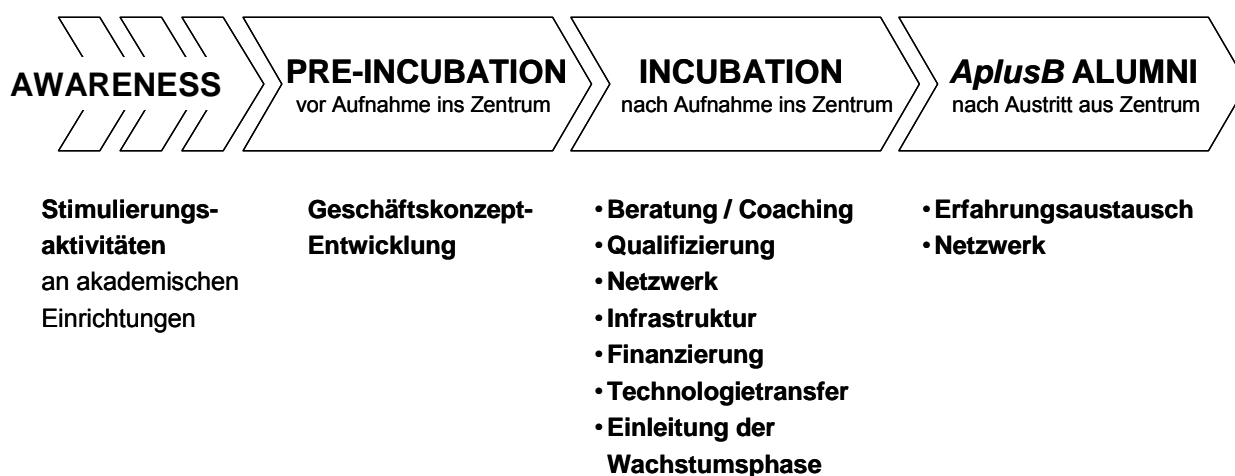 AWARENESS
PRE-INCUBATION
vor Aufnahme ins Zentrum
INCUBATION
nach Aufnahme ins Zentrum
AplusB ALUMNI
nach Austritt aus Zentrum
Stimulierungs-
aktivitäten
an akademischen
Einrichtungen
Geschäftskonzept-
Entwicklung
• Beratung / Coaching
• Qualifizierung
• Netzwerk
• Infrastruktur
• Finanzierung
• Technologietransfer
• Einleitung der
Wachstumsphase
• Erfahrungsaustausch
• Netzwerk